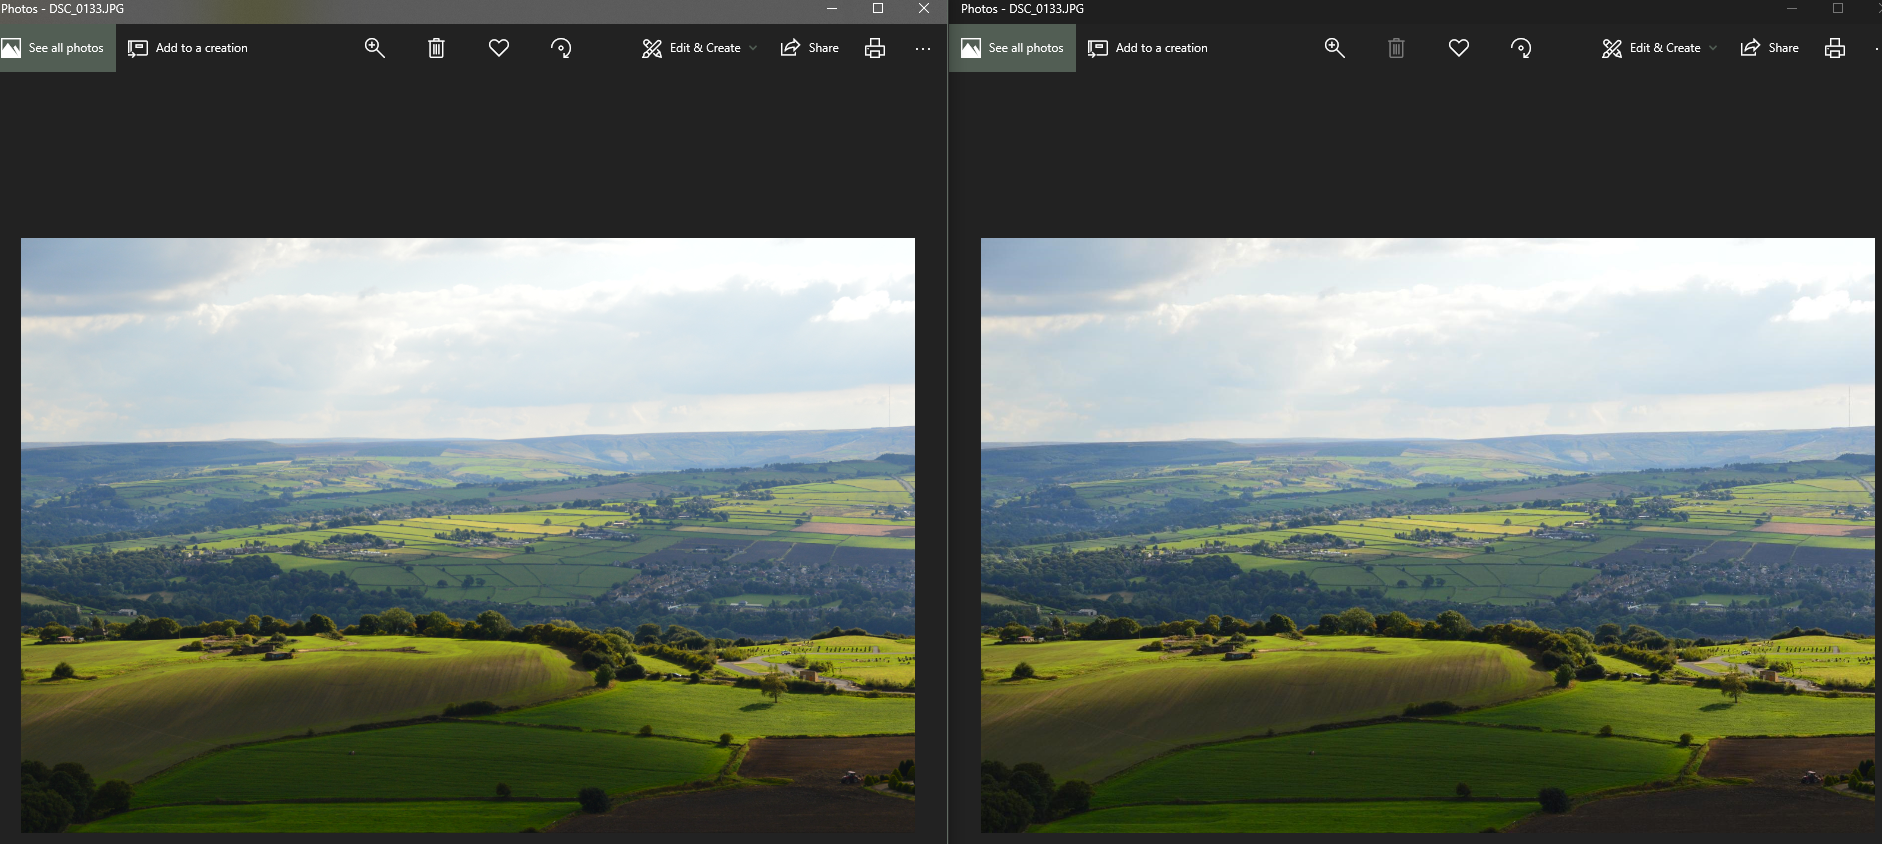 Photos - DSC_0133.JPG
See all photos
Add to a creation
Edit & Create
Share
Photos - DSC_0133.JPG
See all photos
Add to a creation
Edit & Create
Share